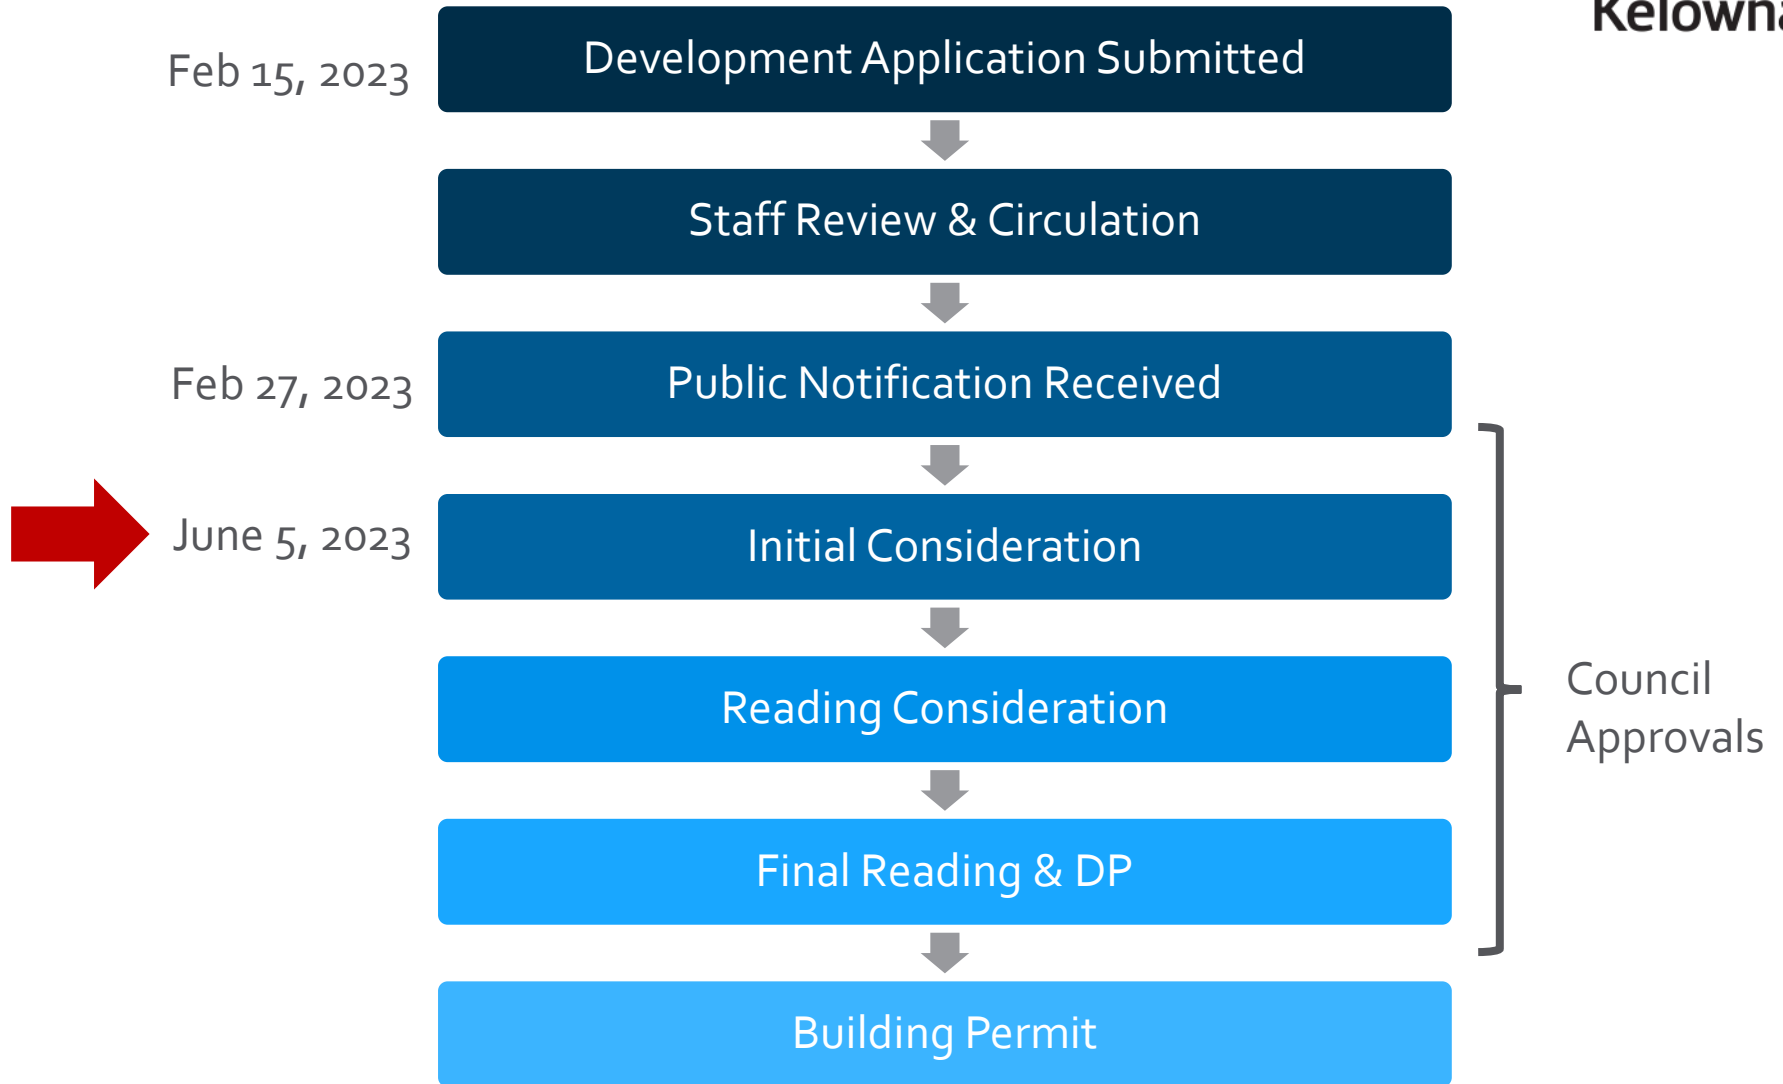 Kelowna
Feb 15, 2023
Development Application Submitted
Staff Review & Circulation
Feb 27, 2023
Public Notification Received
June 5, 2023
Initial Consideration
Reading Consideration
Council
Approvals
Final Reading & DP
Building Permit